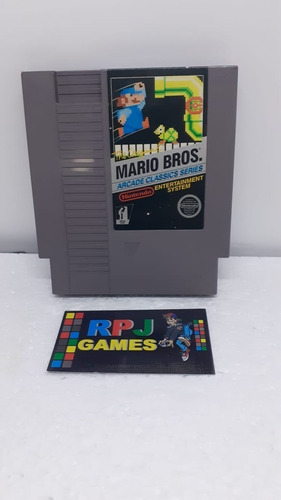 MARIO BROS.
ARCADE CLASSICS SERIES
Nintendo ENTERTAINMENT
SYSTEM
RPJ
GAMES